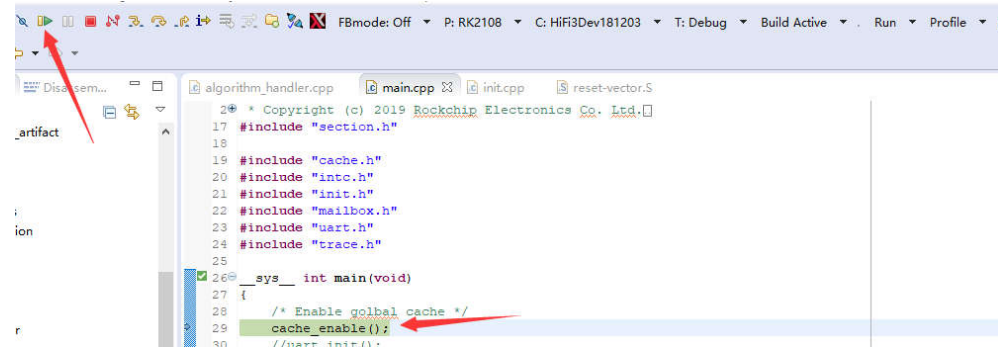 FBmode: Off P: RK2108 C: HiFi3Dev181203 T: Debug Build Active . Run Profile
Disassem... algorithm_handler.cpp main.cpp init.cpp reset-vector.S
2 * Copyright (c) 2019 Rockchip Electronics Co. Ltd.
_artifact
17 #include "section.h"
18
19 #include "cache.h"
20 #include "intc.h"
21 #include "init.h"
22 #include "mailbox.h"
ion
23 #include "uart.h"
24 #include "trace.h"
25
26 __sys__ int main(void)
27 {
28 /* Enable golbal cache */
r
29 cache_enable();
30 //uart_init();